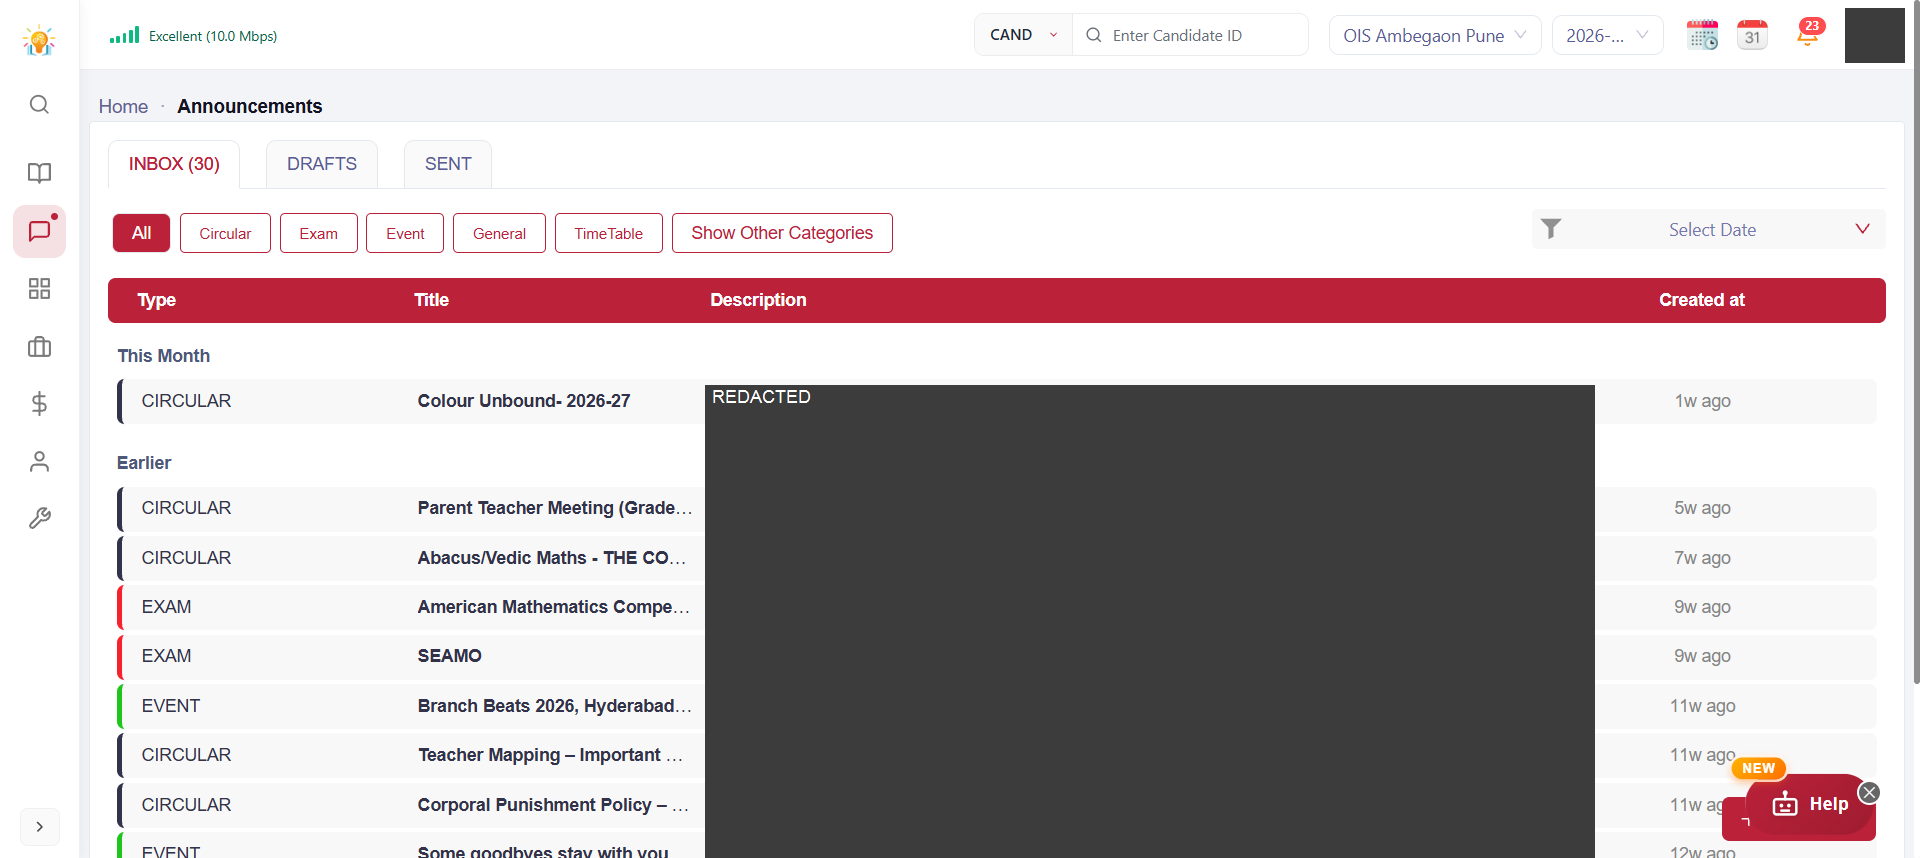 Excellent (10.0 Mbps)
CAND
Enter Candidate ID
OIS Ambegaon Pune
2026-...
31
23
Home · Announcements
INBOX (30)
DRAFTS
SENT
All
Circular
Exam
Event
General
TimeTable
Show Other Categories
Select Date
Type Title Description Created at
This Month
CIRCULAR Colour Unbound- 2026-27 REDACTED 1w ago
Earlier
CIRCULAR Parent Teacher Meeting (Grade... 5w ago
CIRCULAR Abacus/Vedic Maths - THE CO... 7w ago
EXAM American Mathematics Compe... 9w ago
EXAM SEAMO 9w ago
EVENT Branch Beats 2026, Hyderabad... 11w ago
CIRCULAR Teacher Mapping – Important ... 11w ago
NEW
CIRCULAR Corporal Punishment Policy – ... 11w ag
Help
EVENT Some goodbyes stay with you 12w ago